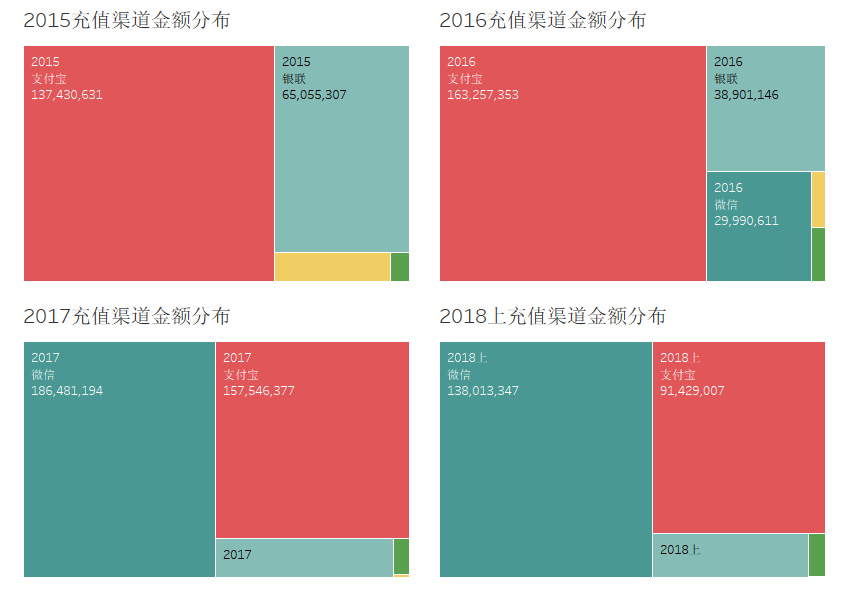 2015充值渠道金额分布
2015
支付宝
137,430,631
2015
银联
65,055,307
2016充值渠道金额分布
2016
支付宝
163,257,353
2016
银联
38,901,146
2016
微信
29,990,611
2017充值渠道金额分布
2017
微信
186,481,194
2017
支付宝
157,546,377
2017
2018上充值渠道金额分布
2018上
微信
138,013,347
2018上
支付宝
91,429,007
2018上